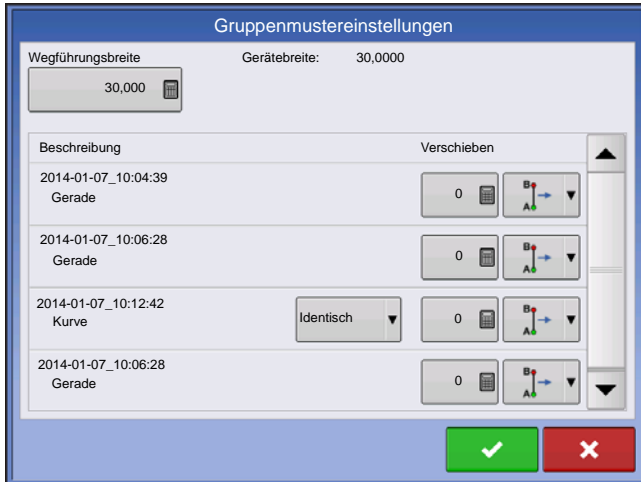 Gruppenmustereinstellungen
Wegführungsbreite Gerätebreite: 30,0000
30,000
Beschreibung Verschieben
2014-01-07_10:04:39
Gerade 0 B A
2014-01-07_10:06:28
Gerade 0 B A
2014-01-07_10:12:42
Kurve Identisch 0 B A
2014-01-07_10:06:28
Gerade 0 B A